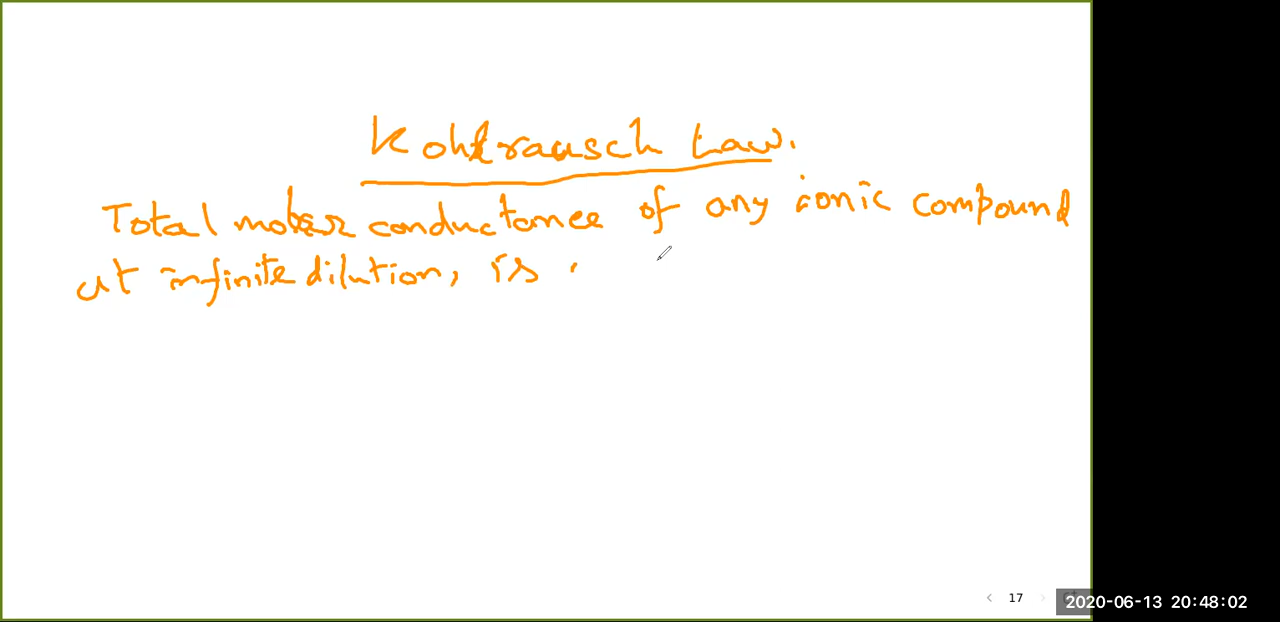 Kohlrausch Law.
Total molar conductance of any ionic compound
at infinite dilution, is
17
2020-06-13 20:48:02